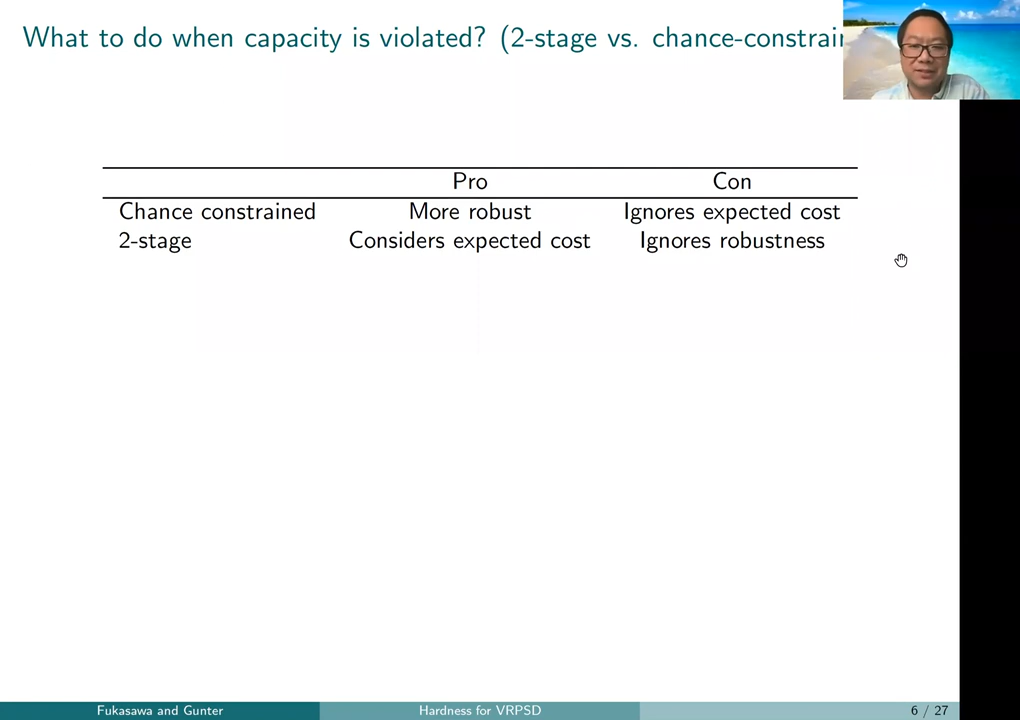 What to do when capacity is violated? (2-stage vs. chance-constrain
Pro Con
Chance constrained More robust Ignores expected cost
2-stage Considers expected cost Ignores robustness
Fukasawa and Gunter Hardness for VRPSD 6 / 27